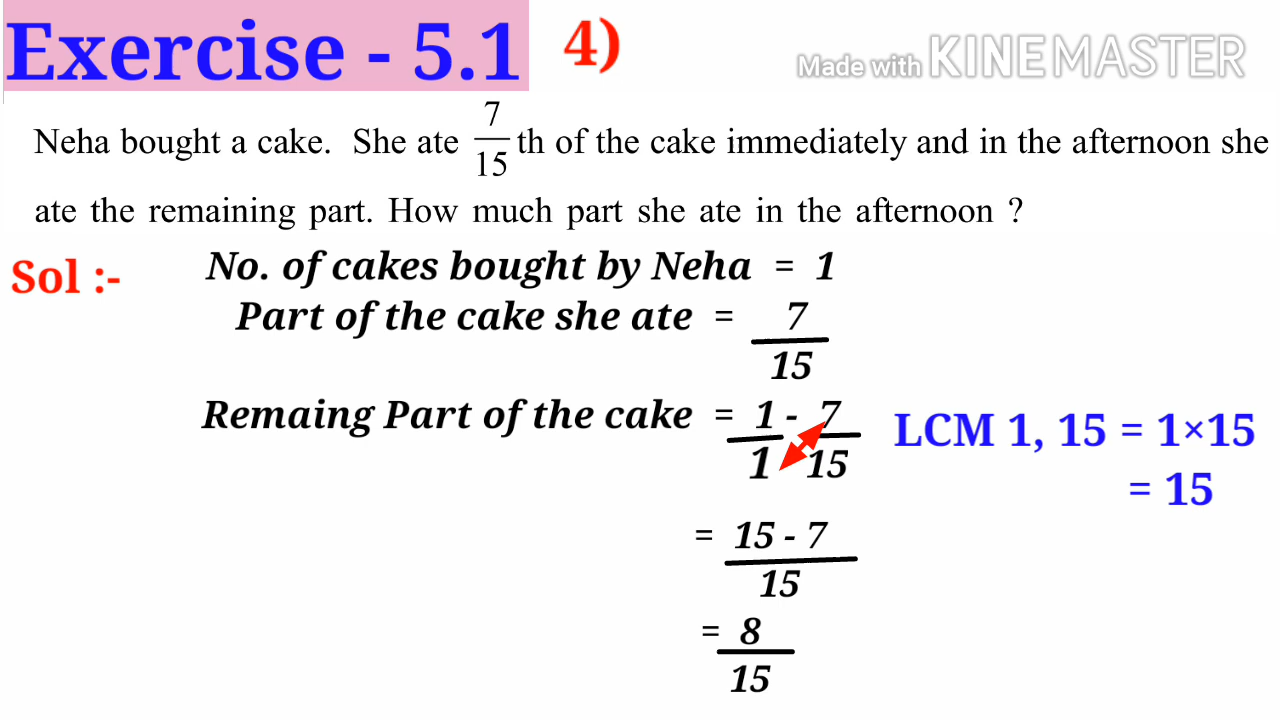 Exercise - 5.1 4)
Made with KINEMASTER
Neha bought a cake. She ate 7/15 th of the cake immediately and in the afternoon she
ate the remaining part. How much part she ate in the afternoon ?
Sol :- No. of cakes bought by Neha = 1
Part of the cake she ate = 7/15
Remaing Part of the cake = 1/1 - 7/15
LCM 1, 15 = 1×15
= 15
= 15 - 7/15
= 8/15